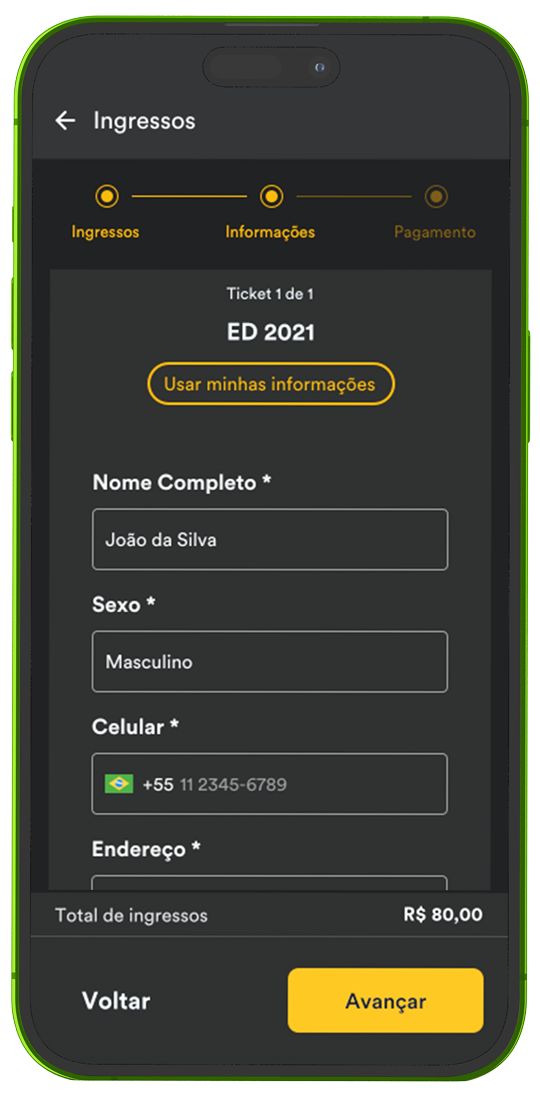 Ingressos
Ingressos Informações Pagamento
Ticket 1 de 1
ED 2021
Usar minhas informações
Nome Completo *
João da Silva
Sexo *
Masculino
Celular *
+55 11 2345-6789
Endereço *
Total de ingressos R$ 80,00
Voltar Avançar